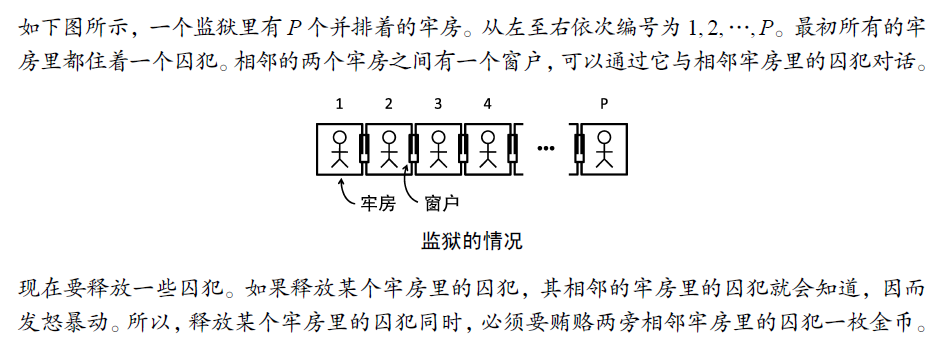 如下图所示，一个监狱里有 P 个并排着的牢房。从左至右依次编号为 1, 2, ⋯, P。最初所有的牢
房里都住着一个囚犯。相邻的两个牢房之间有一个窗户，可以通过它与相邻牢房里的囚犯对话。
1 2 3 4 P
•••
牢房 窗户
监狱的情况
现在要释放一些囚犯。如果释放某个牢房里的囚犯，其相邻的牢房里的囚犯就会知道，因而
发怒暴动。所以，释放某个牢房里的囚犯同时，必须要贿赂两旁相邻牢房里的囚犯一枚金币。